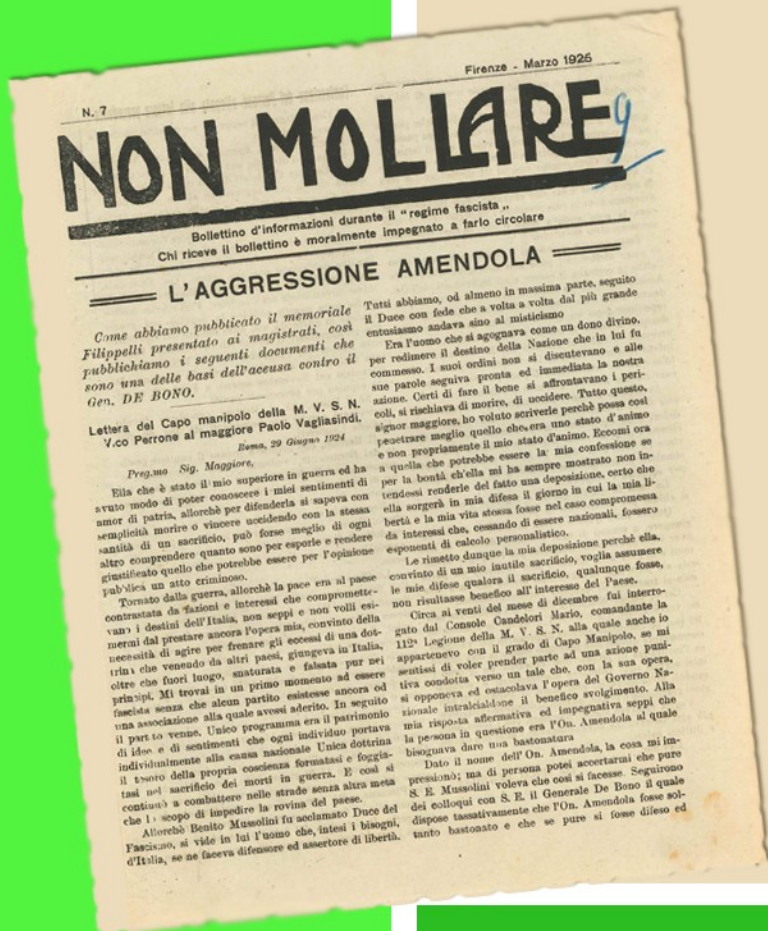 N. 7
Firenze - Marzo 1925
NON MOLLARE
9
Bollettino d'informazioni durante il "regime fascista „
Chi riceve il bollettino è moralmente impegnato a farlo circolare
L'AGGRESSIONE AMENDOLA
Come abbiamo pubblicato il memoriale
Filippelli presentato ai magistrati, così
pubblichiamo i seguenti documenti che
sono una delle basi dell'accusa contro il
Gen. DE BONO.
Lettera del Capo manipolo della M. V. S. N.
V.co Perrone al maggiore Paolo Vagliasindi.
Roma, 29 Giugno 1924
Preg.mo Sig. Maggiore,
Ella che è stato il mio superiore in guerra ed ha
avuto modo di poter conoscere i miei sentimenti di
amor di patria, allorchè per difenderla si sapeva con
semplicità morire o vincere uccidendo con la stessa
santità di un sacrificio, può forse meglio di ogni
altro comprendere quanto sono per esporle e rendere
giustificato quello che potrebbe essere per l'opinione
pubblica un atto criminoso.
Tornato dalla guerra, allorchè la pace era al paese
contrastata da fazioni e interessi che compromette-
vano i destini dell'Italia, non seppi e non volli esi-
mermi dal prestare ancora l'opera mia, convinto della
necessità di agire per frenare gli eccessi di una dot-
trina che venendo da altri paesi, giungeva in Italia,
oltre che fuori luogo, snaturata e falsata pur nei
principi. Mi trovai in un primo momento ad essere
fascista senza che alcun partito esistesse ancora od
una associazione alla quale avessi aderito. In seguito
il partito venne. Unico programma era il patrimonio
di idee e di sentimenti che ogni individuo portava
individualmente alla causa nazionale Unica dottrina
il tesoro della propria coscienza formatasi e foggia-
tasi nel sacrificio dei morti in guerra. E così si
continuò a combattere nelle strade senza altra meta
che lo scopo di impedire la rovina del paese.
Allorchè Benito Mussolini fu acclamato Duce del
Fascismo, si vide in lui l'uomo che, intesi i bisogni,
d'Italia, se ne faceva difensore ed assertore di libertà.
Tutti abbiamo, od almeno in massima parte, seguito
il Duce con fede che a volta a volta dal più grande
entusiasmo andava sino al misticismo
Era l'uomo che si agognava come un dono divino,
per redimere il destino della Nazione che in lui fu
commesso. I suoi ordini non si discutevano e alle
sue parole seguiva pronta ed immediata la nostra
azione. Certi di fare il bene si affrontavano i peri-
coli, si rischiava di morire, di uccidere. Tutto questo,
signor maggiore, ho voluto scriverle perchè possa così
penetrare meglio quello che era uno stato d'animo
e non propriamente il mio stato d'animo. Eccomi ora
a quella che potrebbe essere la mia confessione se
per la bontà ch'ella mi ha sempre mostrato non in-
tendessi renderle del fatto una deposizione, certo che
ella sorgerà in mia difesa il giorno in cui la mia li-
bertà e la mia vita stessa fosse nel caso compromessa
da interessi che, cessando di essere nazionali, fossero
esponenti di calcolo personalistico.
Le rimetto dunque la mia deposizione perchè ella,
convinto di un mio inutile sacrificio, voglia assumere
le mie difese qualora il sacrificio, qualunque fosse,
non risultasse benefico all'interesse del Paese.
Circa ai venti del mese di dicembre fui interro-
gato dal Console Candelori Mario, comandante la
112ª Legione della M. V. S. N. alla quale anche io
appartenevo con il grado di Capo Manipolo, se mi
sentissi di voler prender parte ad una azione puni-
tiva condotta verso un tale che, con la sua opera,
si opponeva ed ostacolava l'opera del Governo Na-
zionale intralciandone il benefico svolgimento. Alla
mia risposta affermativa ed impegnativa seppi che
la persona in questione era l'On. Amendola al quale
bisognava dare una bastonatura
Dato il nome dell'On. Amendola, la cosa mi im-
pressionò; ma di persona potei accertarmi che pure
S. E. Mussolini voleva che così si facesse. Seguirono
dei colloqui con S. E. il Generale De Bono il quale
dispose tassativamente che l'On. Amendola fosse sol-
tanto bastonato e che se pure si fosse difeso ed